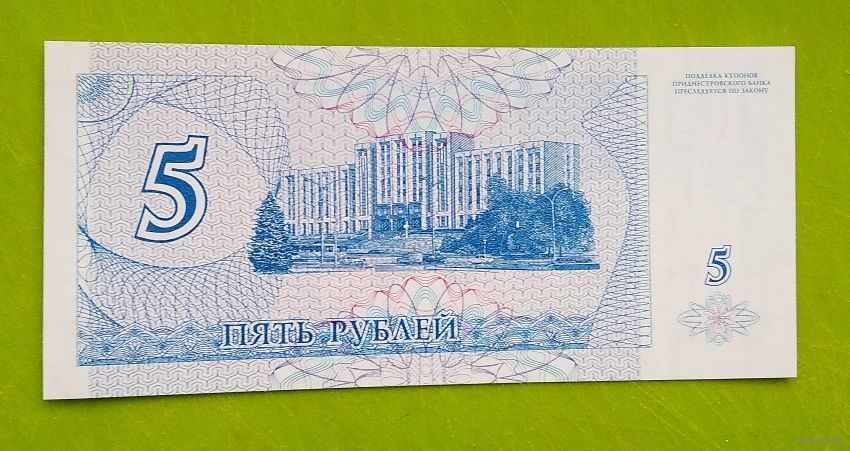 5
ПОДДЕЛКА КУПОНОВ
ПРИДНЕСТРОВСКОГО БАНКА
ПРЕСЛЕДУЕТСЯ ПО ЗАКОНУ
5
ПЯТЬ РУБЛЕЙ